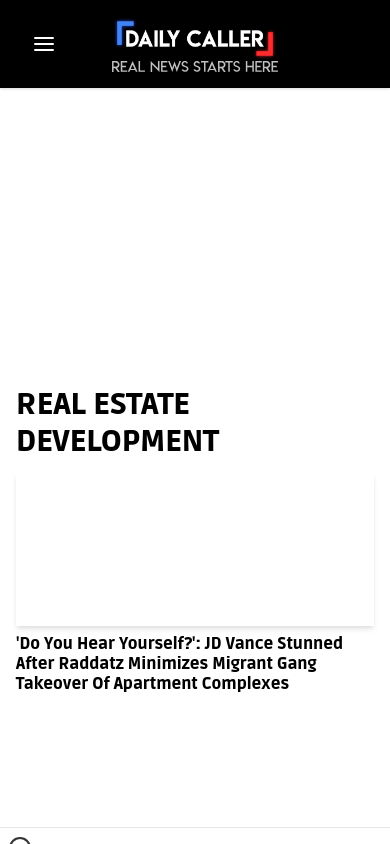 DAILY CALLER
REAL NEWS STARTS HERE
REAL ESTATE
DEVELOPMENT
'Do You Hear Yourself?': JD Vance Stunned
After Raddatz Minimizes Migrant Gang
Takeover Of Apartment Complexes